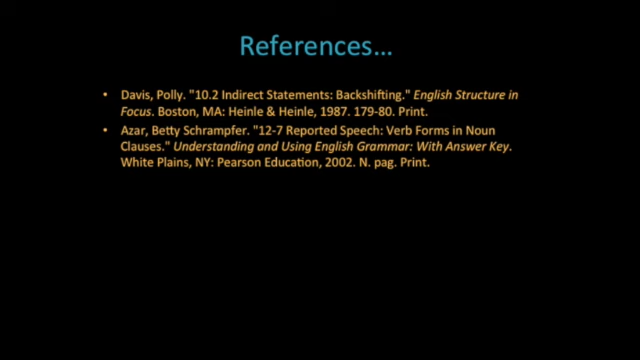 References…
• Davis, Polly. "10.2 Indirect Statements: Backshifting." English Structure in
Focus. Boston, MA: Heinle & Heinle, 1987. 179-80. Print.
• Azar, Betty Schrampfer. "12-7 Reported Speech: Verb Forms in Noun
Clauses." Understanding and Using English Grammar: With Answer Key.
White Plains, NY: Pearson Education, 2002. N. pag. Print.